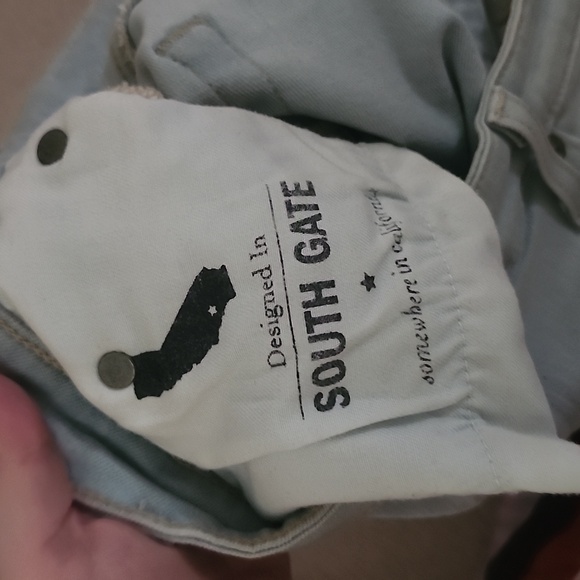 Designed In
SOUTH GATE
somewhere in california